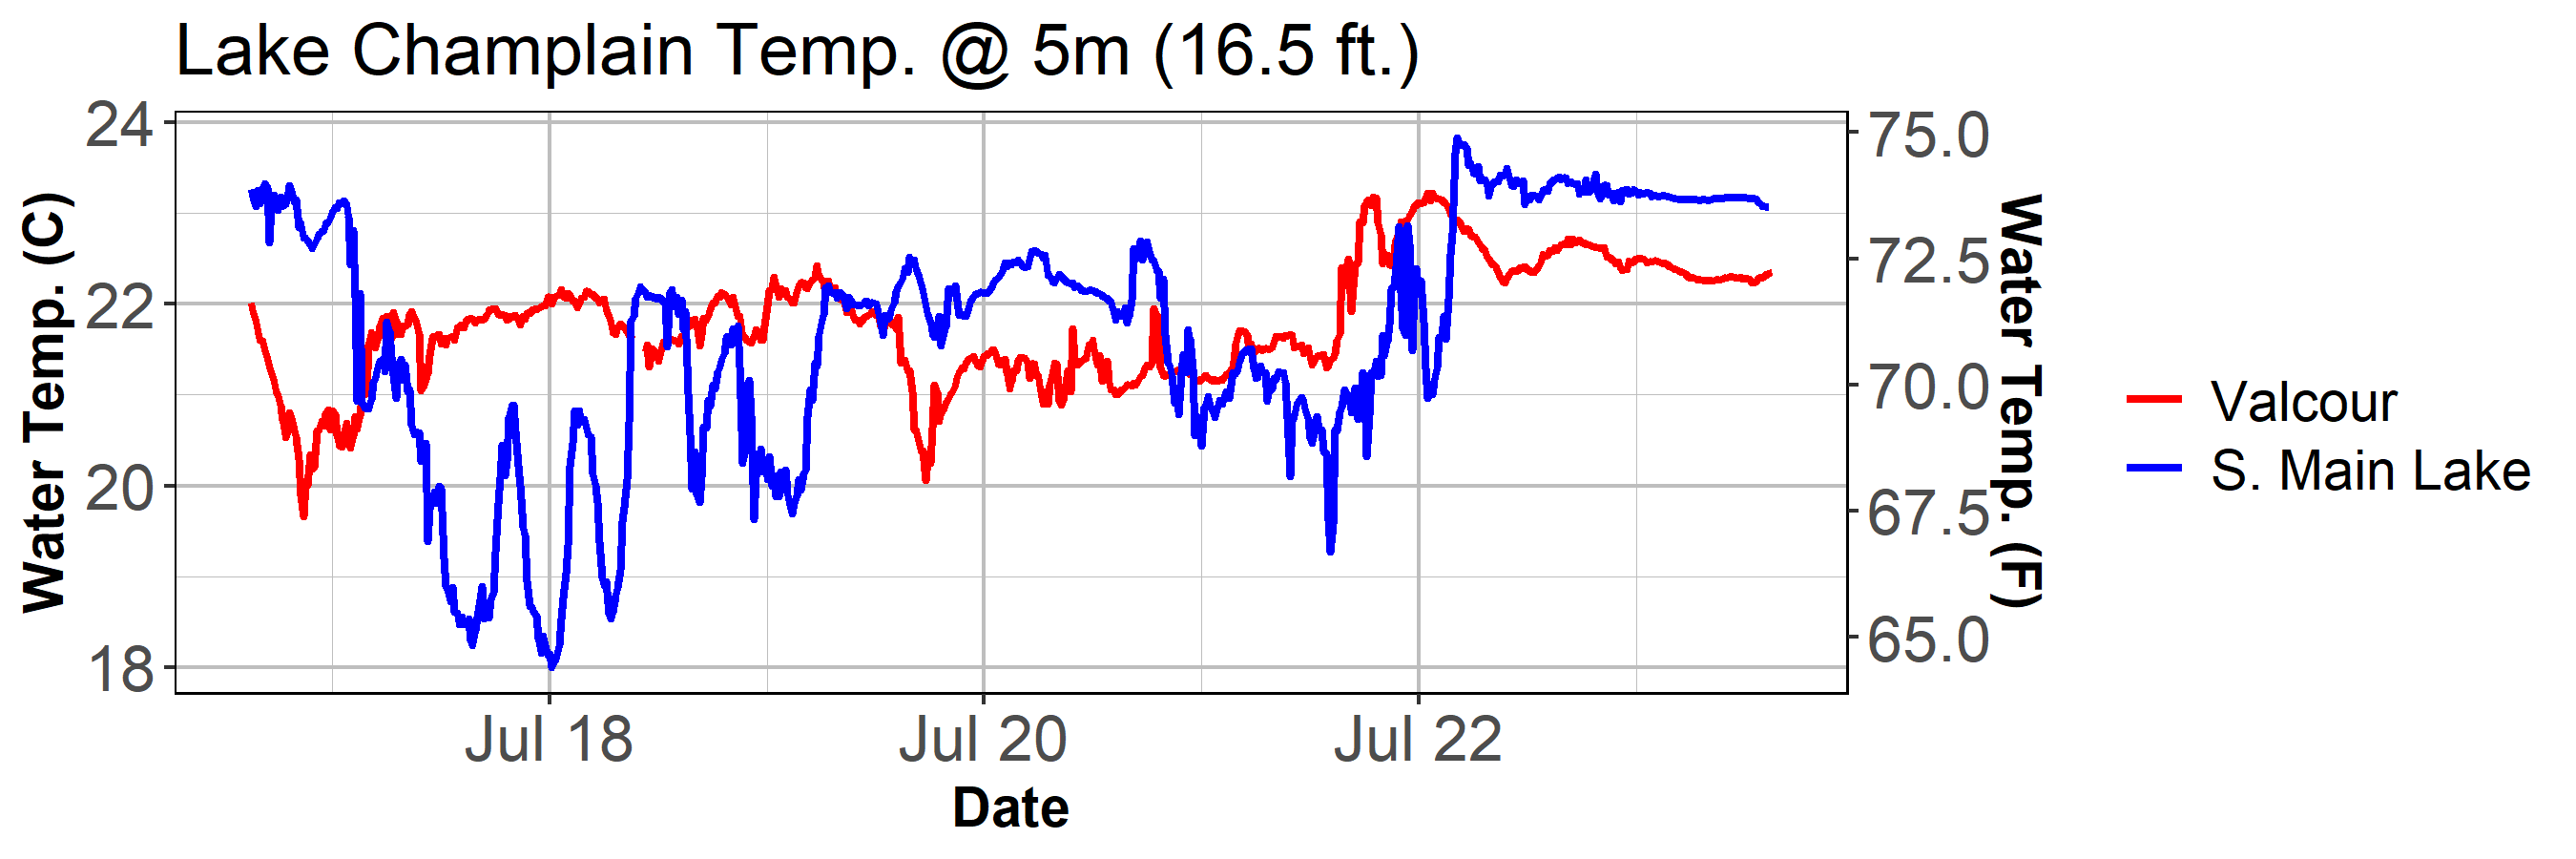 Lake Champlain Temp. @ 5m (16.5 ft.)
Water Temp. (C)
24
22
20
18
75.0
72.5
70.0
67.5
65.0
Water Temp. (F)
Jul 18
Jul 20
Jul 22
Date
Valcour
S. Main Lake